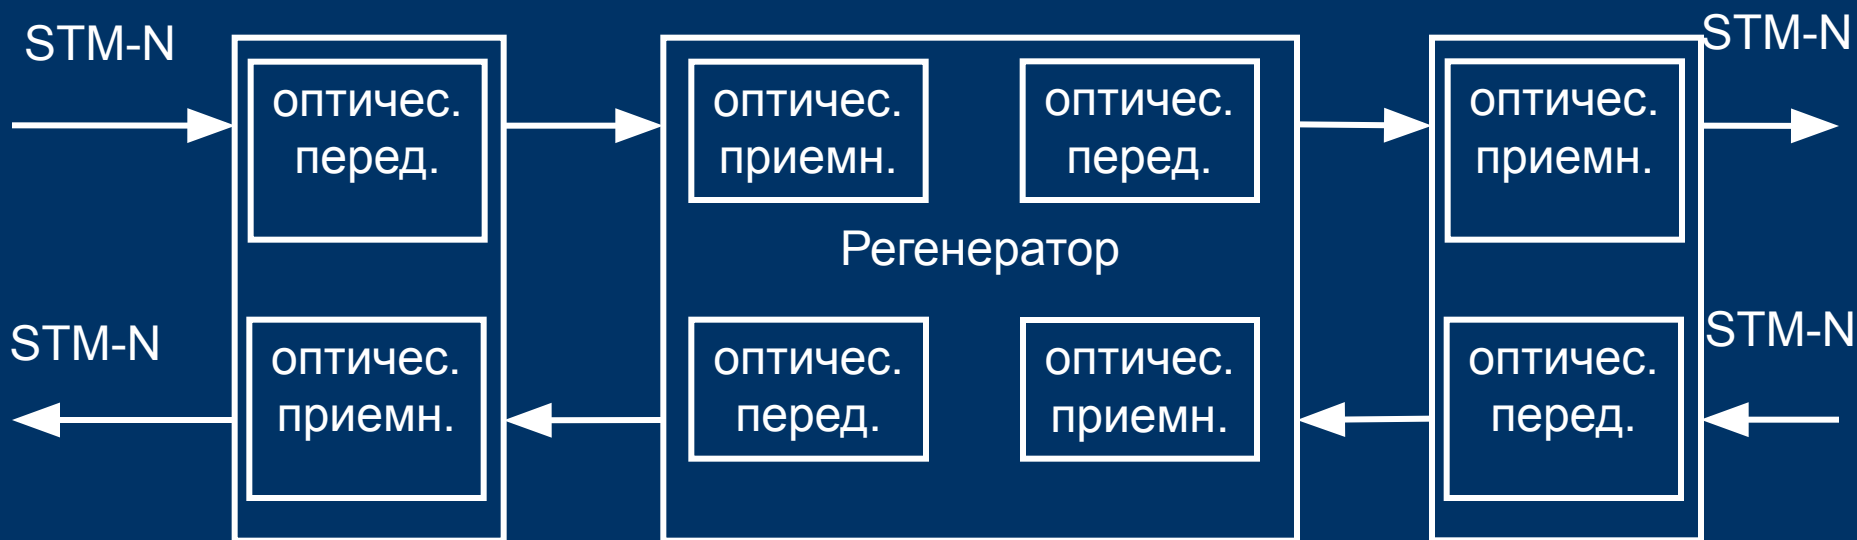 STM-N
STM-N
оптичес.
перед.
оптичес.
приемн.
оптичес.
перед.
оптичес.
приемн.
Регенератор
STM-N
STM-N
оптичес.
приемн.
оптичес.
перед.
оптичес.
приемн.
оптичес.
перед.